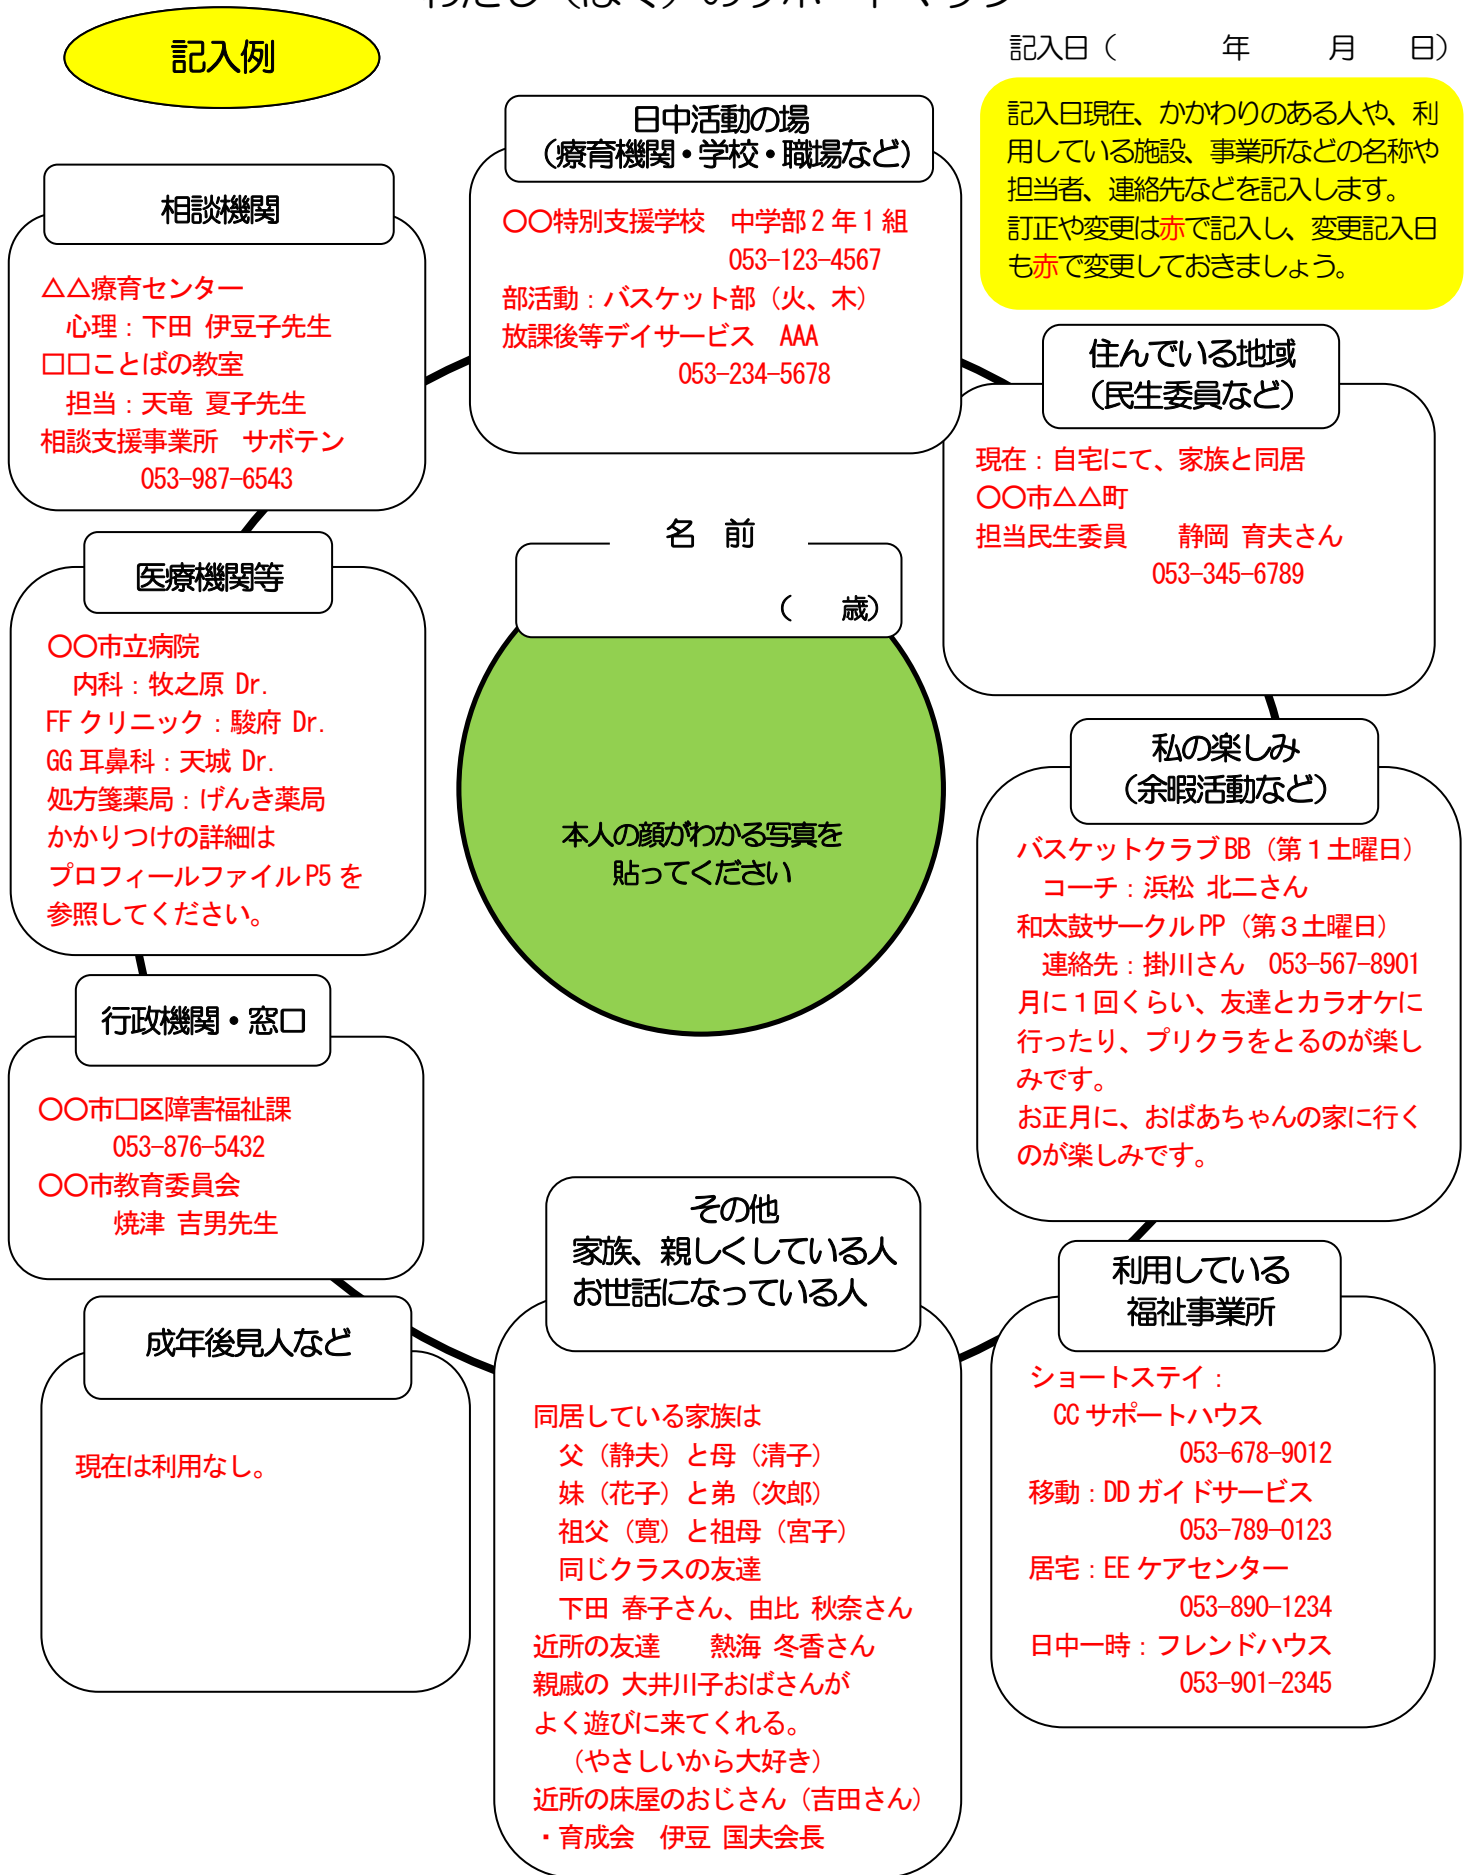 わたし（ぼく）のサポートマップ
記入例
記入日（　　　　年　　　月　　日）
記入日現在、かかわりのある人や、利
用している施設、事業所などの名称や
担当者、連絡先などを記入します。
訂正や変更は赤で記入し、変更記入日
も赤で変更しておきましょう。
日中活動の場
（療育機関・学校・職場など）
〇〇特別支援学校　中学部２年１組
053-123-4567
部活動：バスケット部（火、木）
放課後等デイサービス　AAA
053-234-5678
相談機関
△△療育センター
心理：下田 伊豆子先生
□□ことばの教室
担当：天竜 夏子先生
相談支援事業所　サボテン
053-987-6543
住んでいる地域
（民生委員など）
現在：自宅にて、家族と同居
〇〇市△△町
担当民生委員　　静岡 育夫さん
053-345-6789
名　前
（　　歳）
本人の顔がわかる写真を
貼ってください
医療機関等
〇〇市立病院
内科：牧之原 Dr.
FFクリニック：駿府 Dr.
GG耳鼻科：天城 Dr.
処方箋薬局：げんき薬局
かかりつけの詳細は
プロフィールファイルP5を
参照してください。
私の楽しみ
（余暇活動など）
バスケットクラブBB（第１土曜日）
コーチ：浜松 北二さん
和太鼓サークルPP（第３土曜日）
連絡先：掛川さん　053-567-8901
月に１回くらい、友達とカラオケに
行ったり、プリクラをとるのが楽し
みです。
お正月に、おばあちゃんの家に行く
のが楽しみです。
行政機関・窓口
〇〇市□区障害福祉課
053-876-5432
〇〇市教育委員会
焼津 吉男先生
成年後見人など
現在は利用なし。
その他
家族、親しくしている人
お世話になっている人
同居している家族は
父（静夫）と母（清子）
妹（花子）と弟（次郎）
祖父（寛）と祖母（宮子）
同じクラスの友達
下田 春子さん、由比 秋奈さん
近所の友達　　熱海 冬香さん
親戚の 大井川子おばさんが
よく遊びに来てくれる。
（やさしいから大好き）
近所の床屋のおじさん（吉田さん）
・育成会　伊豆 国夫会長
利用している
福祉事業所
ショートステイ：
CCサポートハウス
053-678-9012
移動：DDガイドサービス
053-789-0123
居宅：EEケアセンター
053-890-1234
日中一時：フレンドハウス
053-901-2345